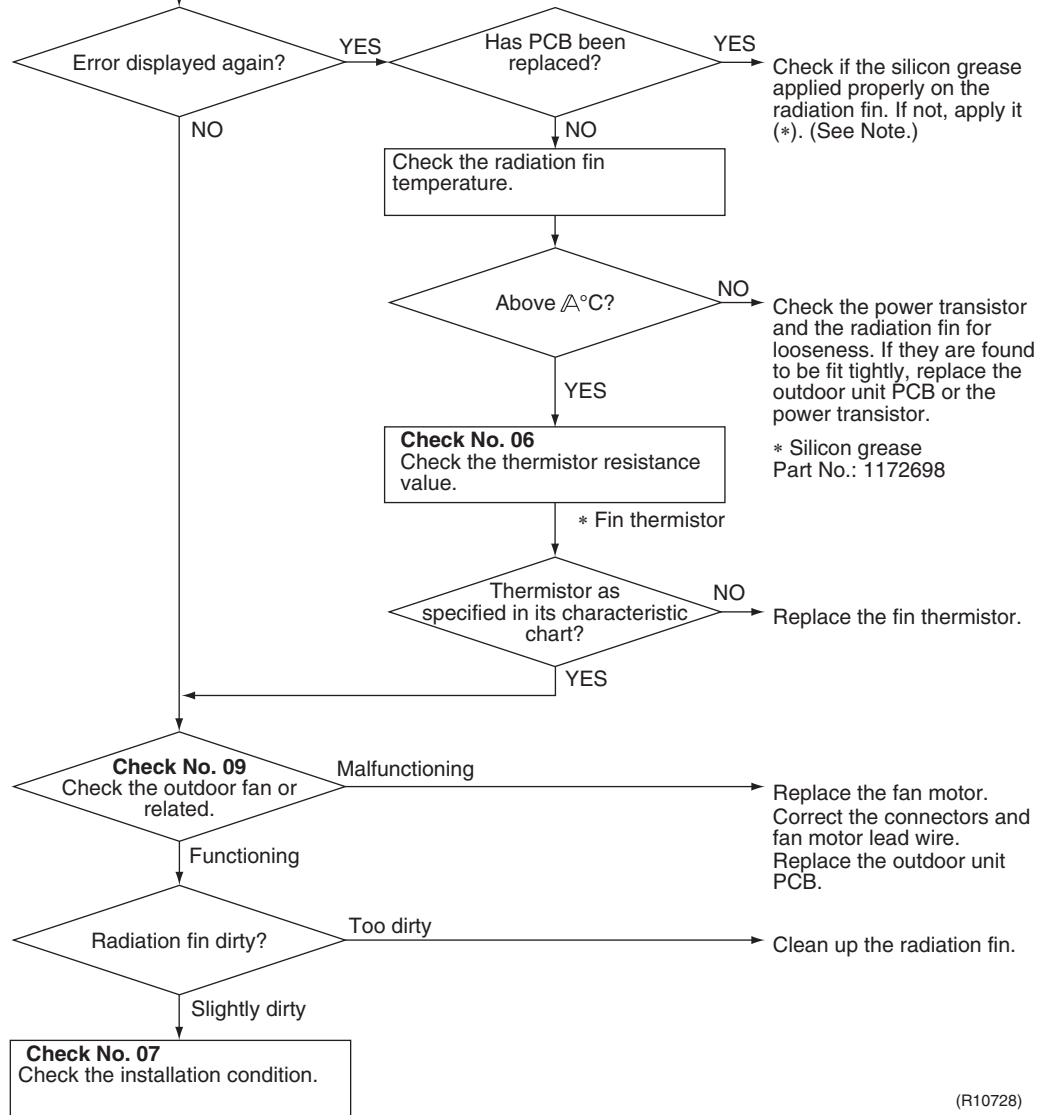 Error displayed again?
YES
Has PCB been
replaced?
YES
Check if the silicon grease
applied properly on the
radiation fin. If not, apply it
(∗). (See Note.)
NO
NO
Check the radiation fin
temperature.
Above 𝔸°C?
NO
Check the power transistor
and the radiation fin for
looseness. If they are found
to be fit tightly, replace the
outdoor unit PCB or the
power transistor.
∗ Silicon grease
Part No.: 1172698
YES
Check No. 06
Check the thermistor resistance
value.
∗ Fin thermistor
Thermistor as
specified in its characteristic
chart?
NO
Replace the fin thermistor.
YES
Check No. 09
Check the outdoor fan or
related.
Malfunctioning
Replace the fan motor.
Correct the connectors and
fan motor lead wire.
Replace the outdoor unit
PCB.
Functioning
Radiation fin dirty?
Too dirty
Clean up the radiation fin.
Slightly dirty
Check No. 07
Check the installation condition.
(R10728)